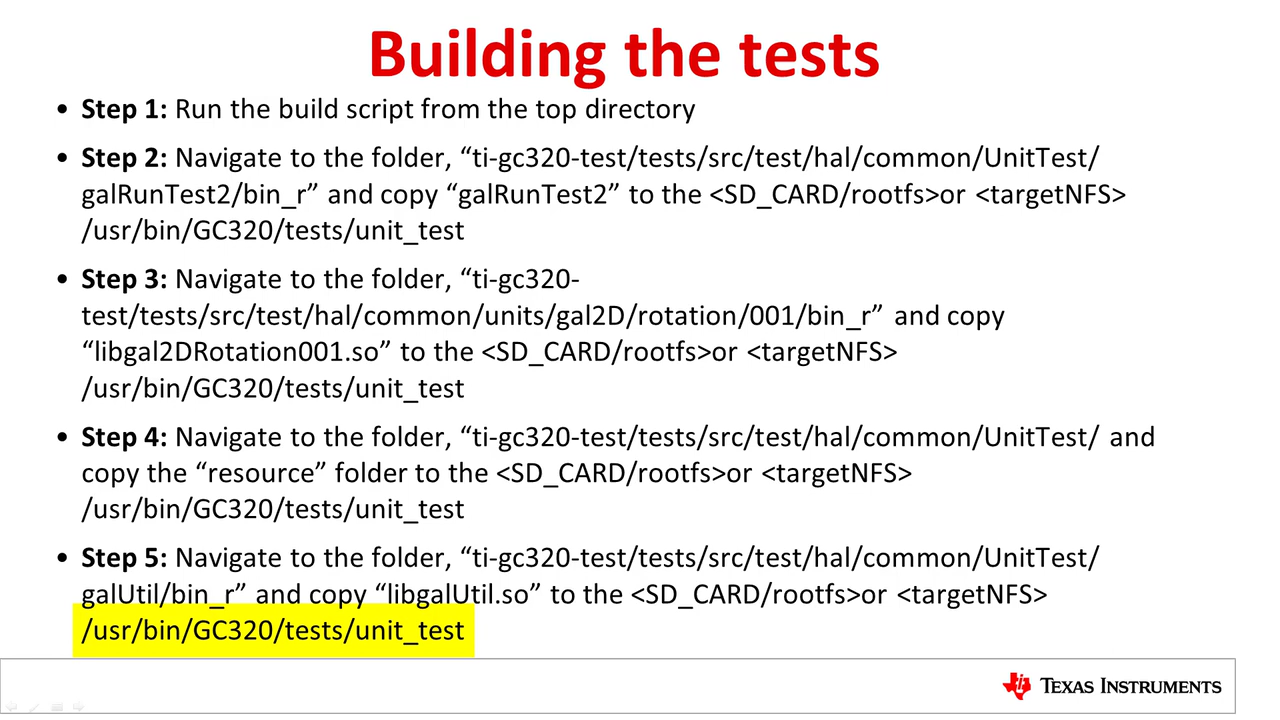 Building the tests
• Step 1: Run the build script from the top directory
• Step 2: Navigate to the folder, “ti-gc320-test/tests/src/test/hal/common/UnitTest/
galRunTest2/bin_r” and copy “galRunTest2” to the <SD_CARD/rootfs>or <targetNFS>
/usr/bin/GC320/tests/unit_test
• Step 3: Navigate to the folder, “ti-gc320-
test/tests/src/test/hal/common/units/gal2D/rotation/001/bin_r” and copy
“libgal2DRotation001.so” to the <SD_CARD/rootfs>or <targetNFS>
/usr/bin/GC320/tests/unit_test
• Step 4: Navigate to the folder, “ti-gc320-test/tests/src/test/hal/common/UnitTest/ and
copy the “resource” folder to the <SD_CARD/rootfs>or <targetNFS>
/usr/bin/GC320/tests/unit_test
• Step 5: Navigate to the folder, “ti-gc320-test/tests/src/test/hal/common/UnitTest/
galUtil/bin_r” and copy “libgalUtil.so” to the <SD_CARD/rootfs>or <targetNFS>
/usr/bin/GC320/tests/unit_test
TEXAS INSTRUMENTS